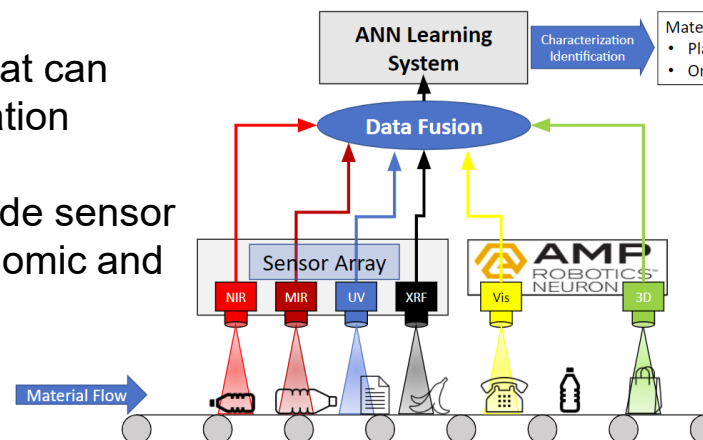 at can
ation
de sensor
omic and
ANN Learning
System
Characterization
Identification
Mate
• Pla
• Or
Data Fusion
Sensor Array
AMP
ROBOTICS
NEURON
NIR
MIR
UV
XRF
Vis
3D
Material Flow